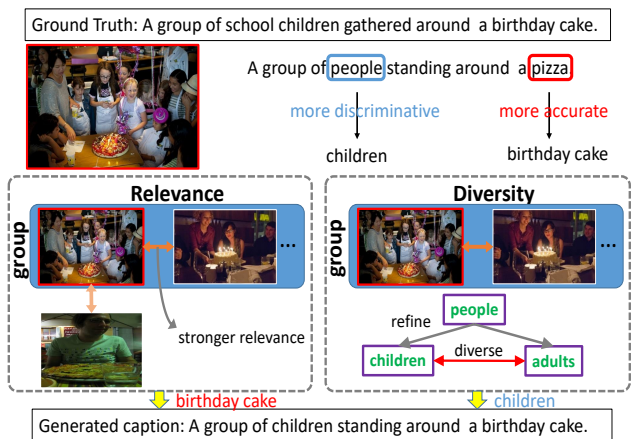 Ground Truth: A group of school children gathered around a birthday cake.
A group of people standing around a pizza.
more discriminative more accurate
children birthday cake
Relevance
group
...
stronger relevance
birthday cake
Diversity
group
...
people
refine
children diverse adults
children
Generated caption: A group of children standing around a birthday cake.